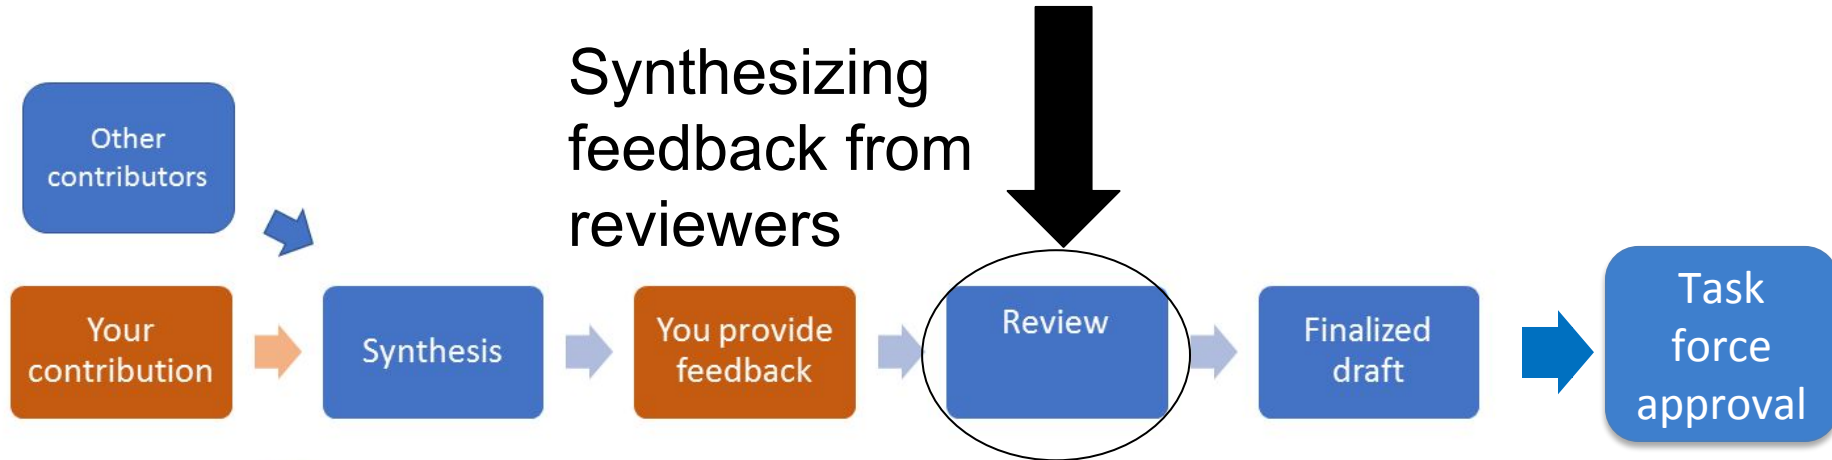 Synthesizing
feedback from
reviewers
Other
contributors
Your
contribution
Synthesis
You provide
feedback
Review
Finalized
draft
Task
force
approval